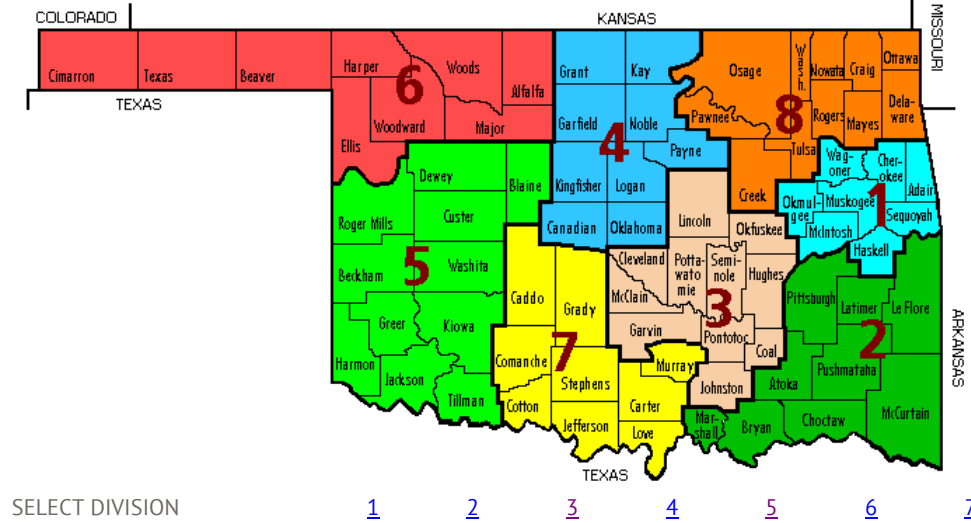 COLORADO
KANSAS
MISSOURI
Cimarron
Texas
Beaver
Harper
Woods
Alfalfa
6
Woodward
Major
Ellis
TEXAS
Grant
Kay
Garfield
Noble
4
Payne
Kingfisher
Logan
Canadian
Oklahoma
Osage
Wash.
Nowata
Craig
Ottawa
Pawnee
8
Rogers
Mayes
Dela-
ware
Tulsa
Creek
Wag-
oner
Cher-
okee
Adair
Okmul-
gee
Muskogee
1
Sequoyah
McIntosh
Haskell
Dewey
Blaine
Roger Mills
Custer
5
Beckham
Washita
Greer
Kiowa
Harmon
Jackson
Tillman
Caddo
Grady
Comanche
7
Stephens
Cotton
Jefferson
Murray
Carter
Love
Lincoln
Okfuskee
Cleveland
Potta-
wato
mie
Semi-
nole
Hughes
McClain
3
Garvin
Pontotoc
Coal
Johnston
Pittsburgh
Latimer
Le Flore
2
Pushmataha
Atoka
McCurtain
Mar-
shall
Bryan
Choctaw
ARKANSAS
TEXAS
SELECT DIVISION 1 2 3 4 5 6 7